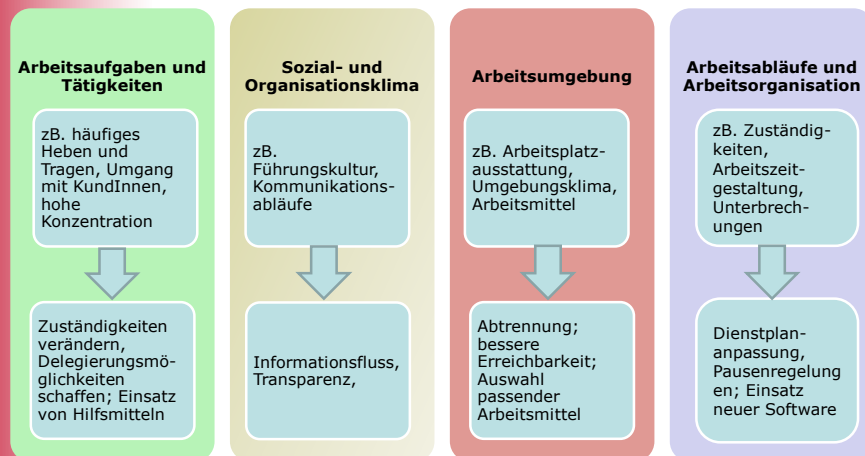 Arbeitsaufgaben und
Tätigkeiten
zB. häufiges
Heben und
Tragen, Umgang
mit KundInnen,
hohe
Konzentration
Zuständigkeiten
verändern,
Delegierungsmö-
glichkeiten
schaffen; Einsatz
von Hilfsmitteln
Sozial- und
Organisationsklima
zB.
Führungskultur,
Kommunikations-
abläufe
Informationsfluss,
Transparenz,
Arbeitsumgebung
zB. Arbeitsplatz-
ausstattung,
Umgebungsklima,
Arbeitsmittel
Abtrennung;
bessere
Erreichbarkeit;
Auswahl
passender
Arbeitsmittel
Arbeitsabläufe und
Arbeitsorganisation
zB. Zuständig-
keiten,
Arbeitszeit-
gestaltung,
Unterbrech-
ungen
Dienstplan-
anpassung,
Pausenregelung
en; Einsatz
neuer Software